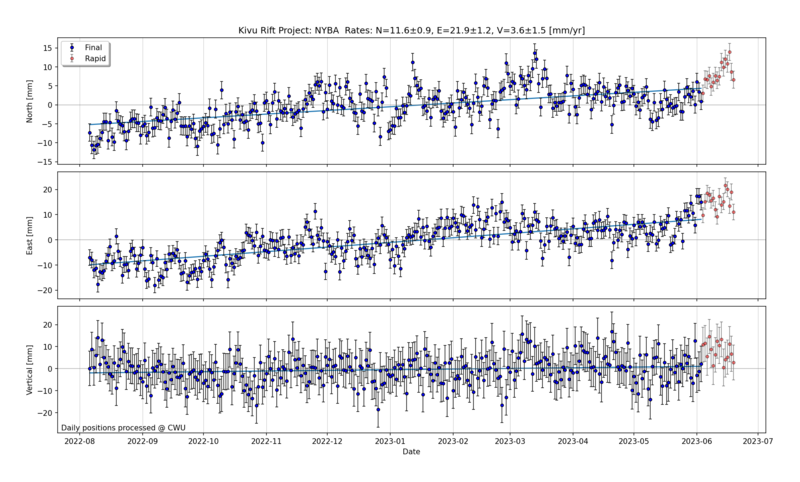 Kivu Rift Project: NYBA Rates: N=11.6±0.9, E=21.9±1.2, V=3.6±1.5 [mm/yr]
Final
Rapid
North [mm]
15
10
5
0
−5
−10
−15
East [mm]
20
10
0
−10
−20
Vertical [mm]
20
10
0
−10
−20
Daily positions processed @ CWU
2022-08 2022-09 2022-10 2022-11 2022-12 2023-01 2023-02 2023-03 2023-04 2023-05 2023-06 2023-07
Date